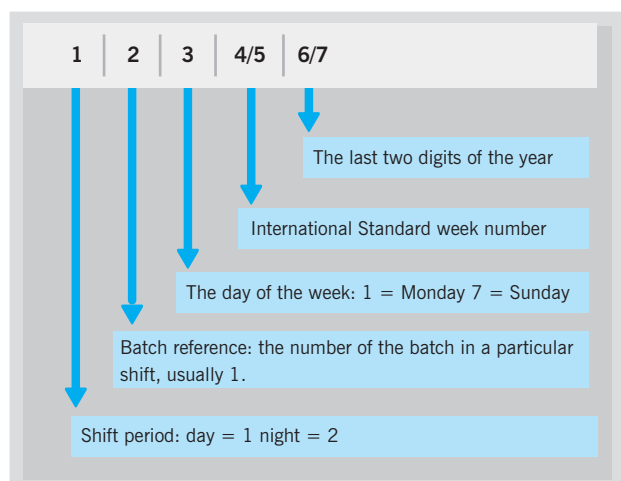 1 2 3 4/5 6/7
The last two digits of the year
International Standard week number
The day of the week: 1 = Monday 7 = Sunday
Batch reference: the number of the batch in a particular
shift, usually 1.
Shift period: day = 1 night = 2